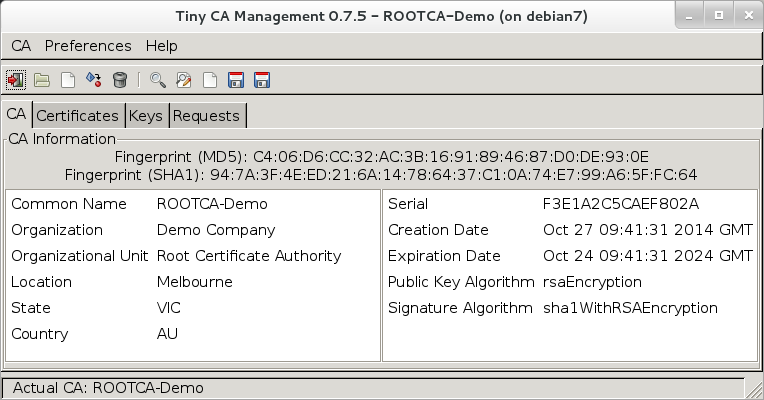 Tiny CA Management 0.7.5 - ROOTCA-Demo (on debian7)
CA Preferences Help
CA Certificates Keys Requests
CA Information
Fingerprint (MD5): C4:06:D6:CC:32:AC:3B:16:91:89:46:87:D0:DE:93:0E
Fingerprint (SHA1): 94:7A:3F:4E:ED:21:6A:14:78:64:37:C1:0A:74:E7:99:A6:5F:FC:64
Common Name ROOTCA-Demo
Organization Demo Company
Organizational Unit Root Certificate Authority
Location Melbourne
State VIC
Country AU
Serial F3E1A2C5CAEF802A
Creation Date Oct 27 09:41:31 2014 GMT
Expiration Date Oct 24 09:41:31 2024 GMT
Public Key Algorithm rsaEncryption
Signature Algorithm sha1WithRSAEncryption
Actual CA: ROOTCA-Demo